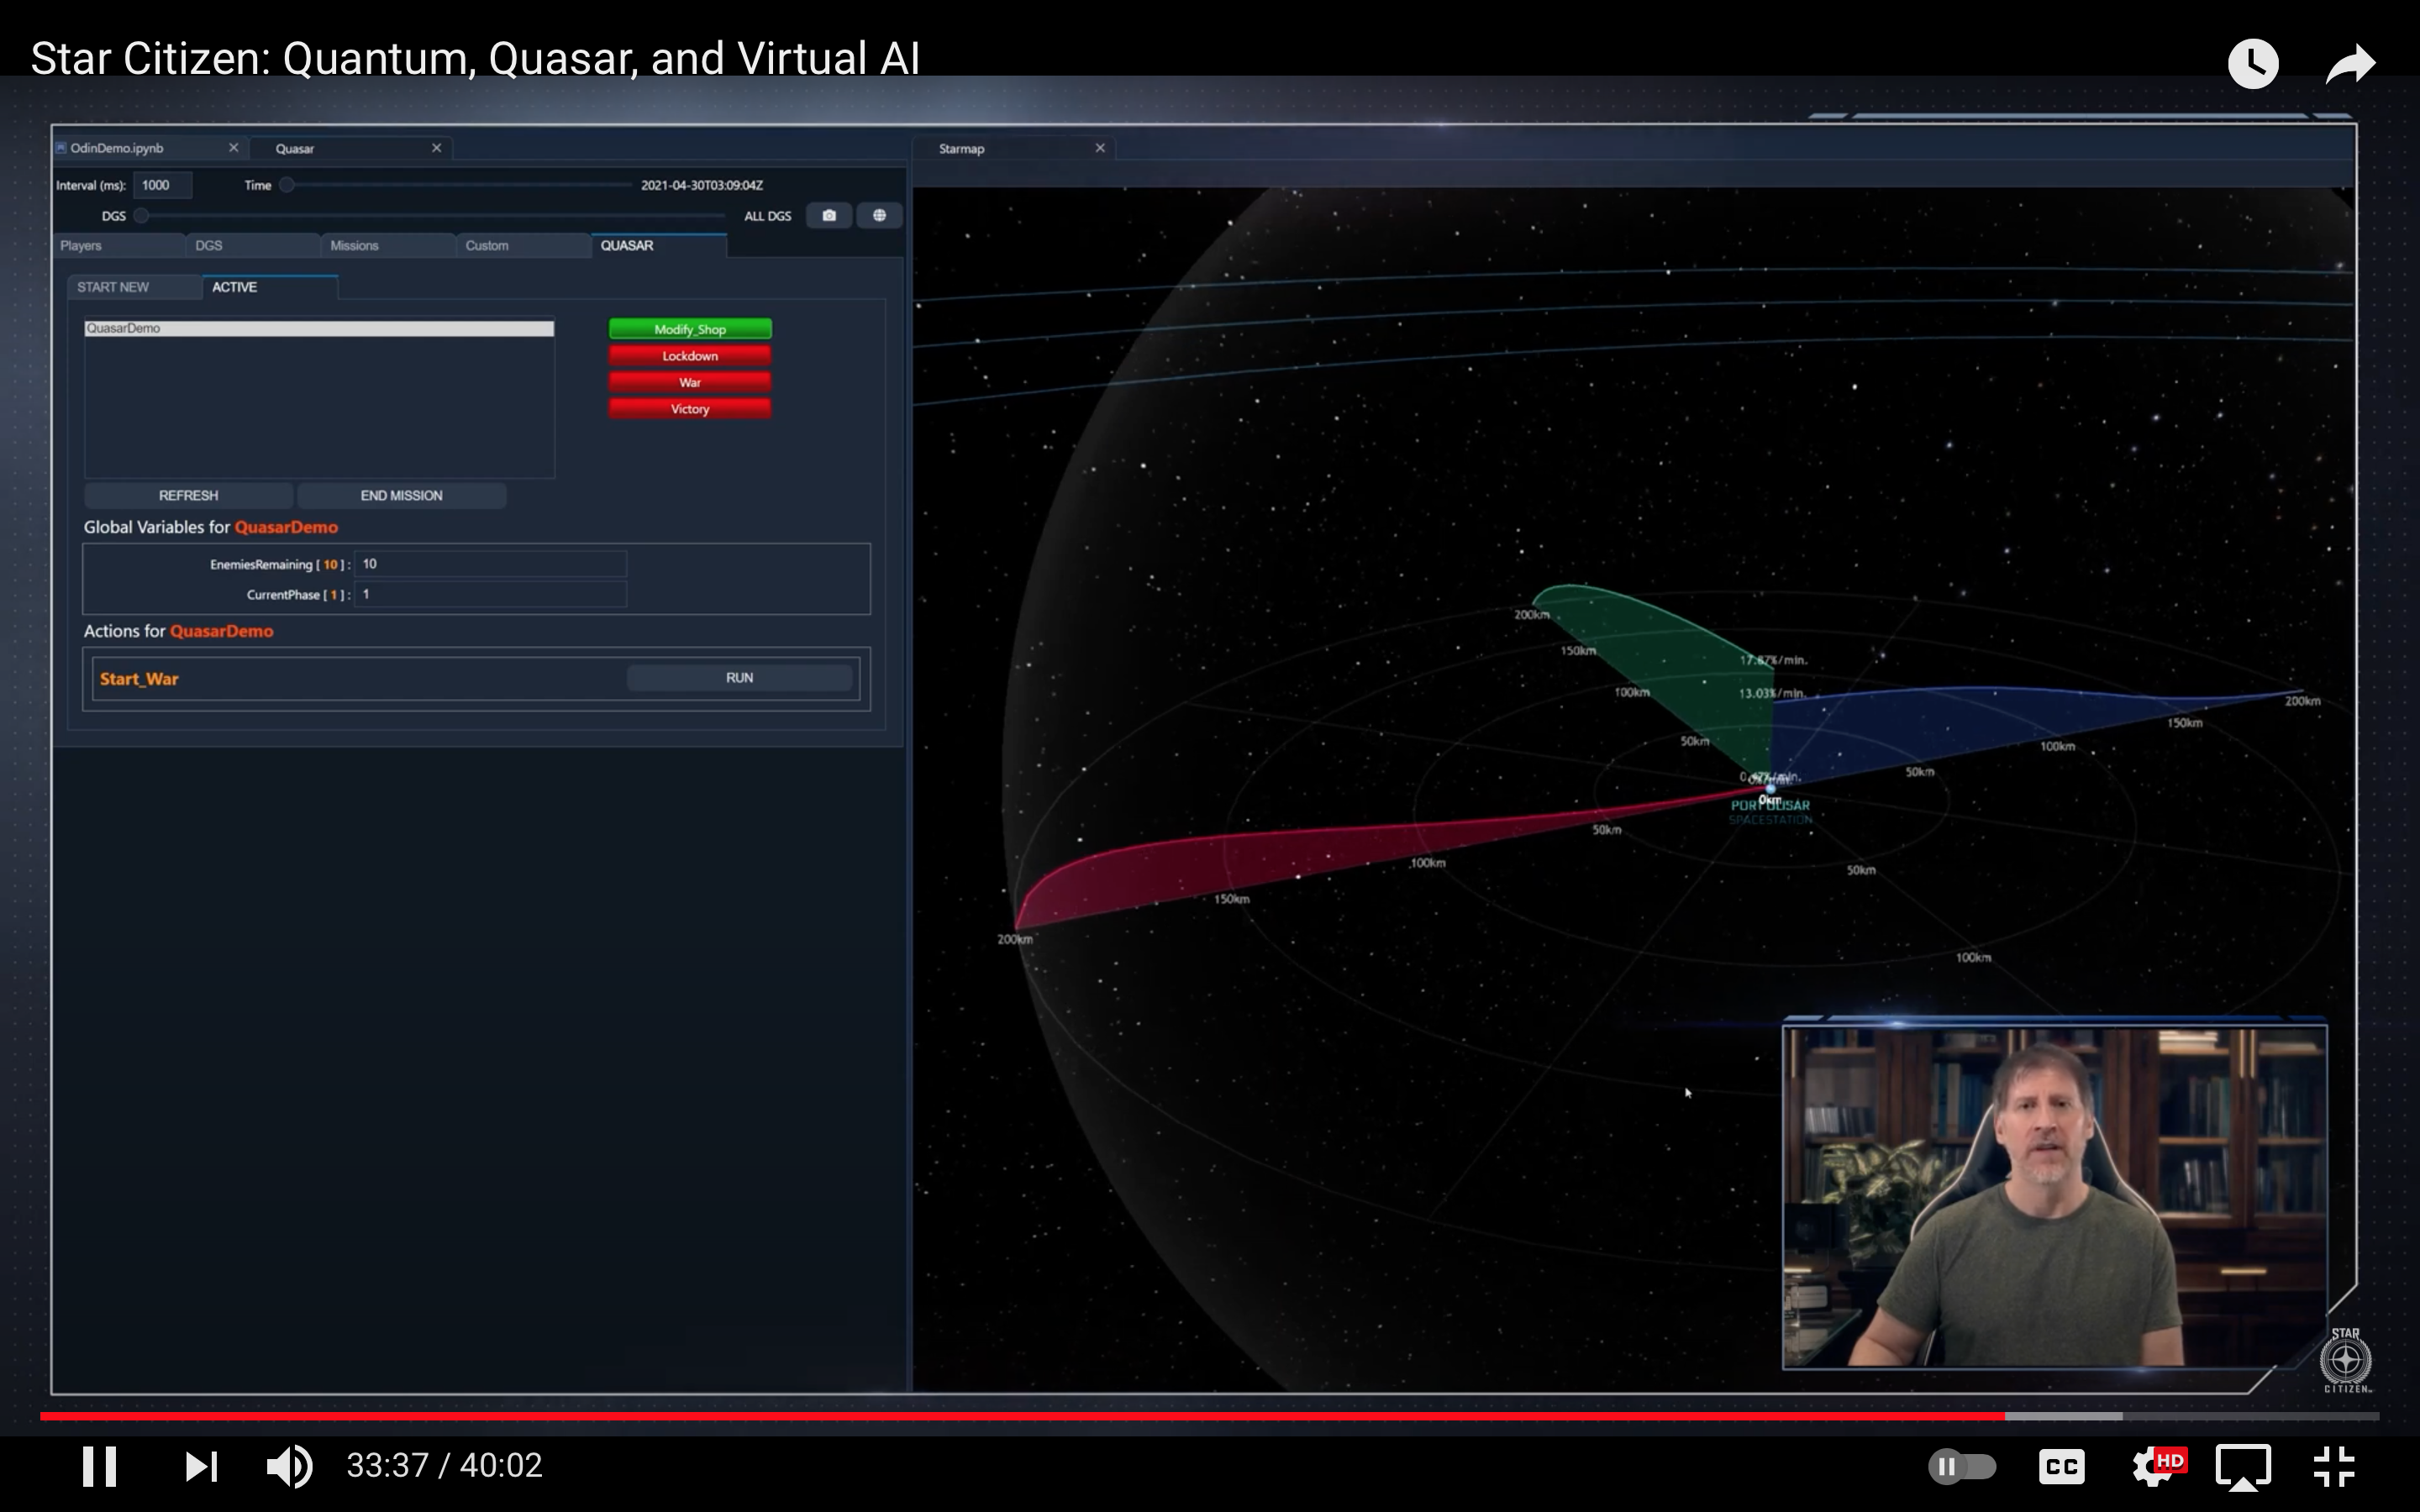 Star Citizen: Quantum, Quasar, and Virtual AI
OdinDemo.ipynb
Quasar
Interval (ms): 1000
Time
2021-04-30T03:09:04Z
DGS
ALL DGS
Players
DGS
Missions
Custom
QUASAR
START NEW
ACTIVE
QuasarDemo
Modify_Shop
Lockdown
War
Victory
REFRESH
END MISSION
Global Variables for QuasarDemo
EnemiesRemaining [ 10 ] : 10
CurrentPhase [ 1 ] : 1
Actions for QuasarDemo
Start_War
RUN
Starmap
200km
150km
17.87%/min.
100km
13.03%/min.
200km
150km
50km
100km
50km
0km
PORT OLISAR
SPACESTATION
50km
100km
50km
150km
200km
100km
STAR
CITIZEN
33:37 / 40:02
CC
HD